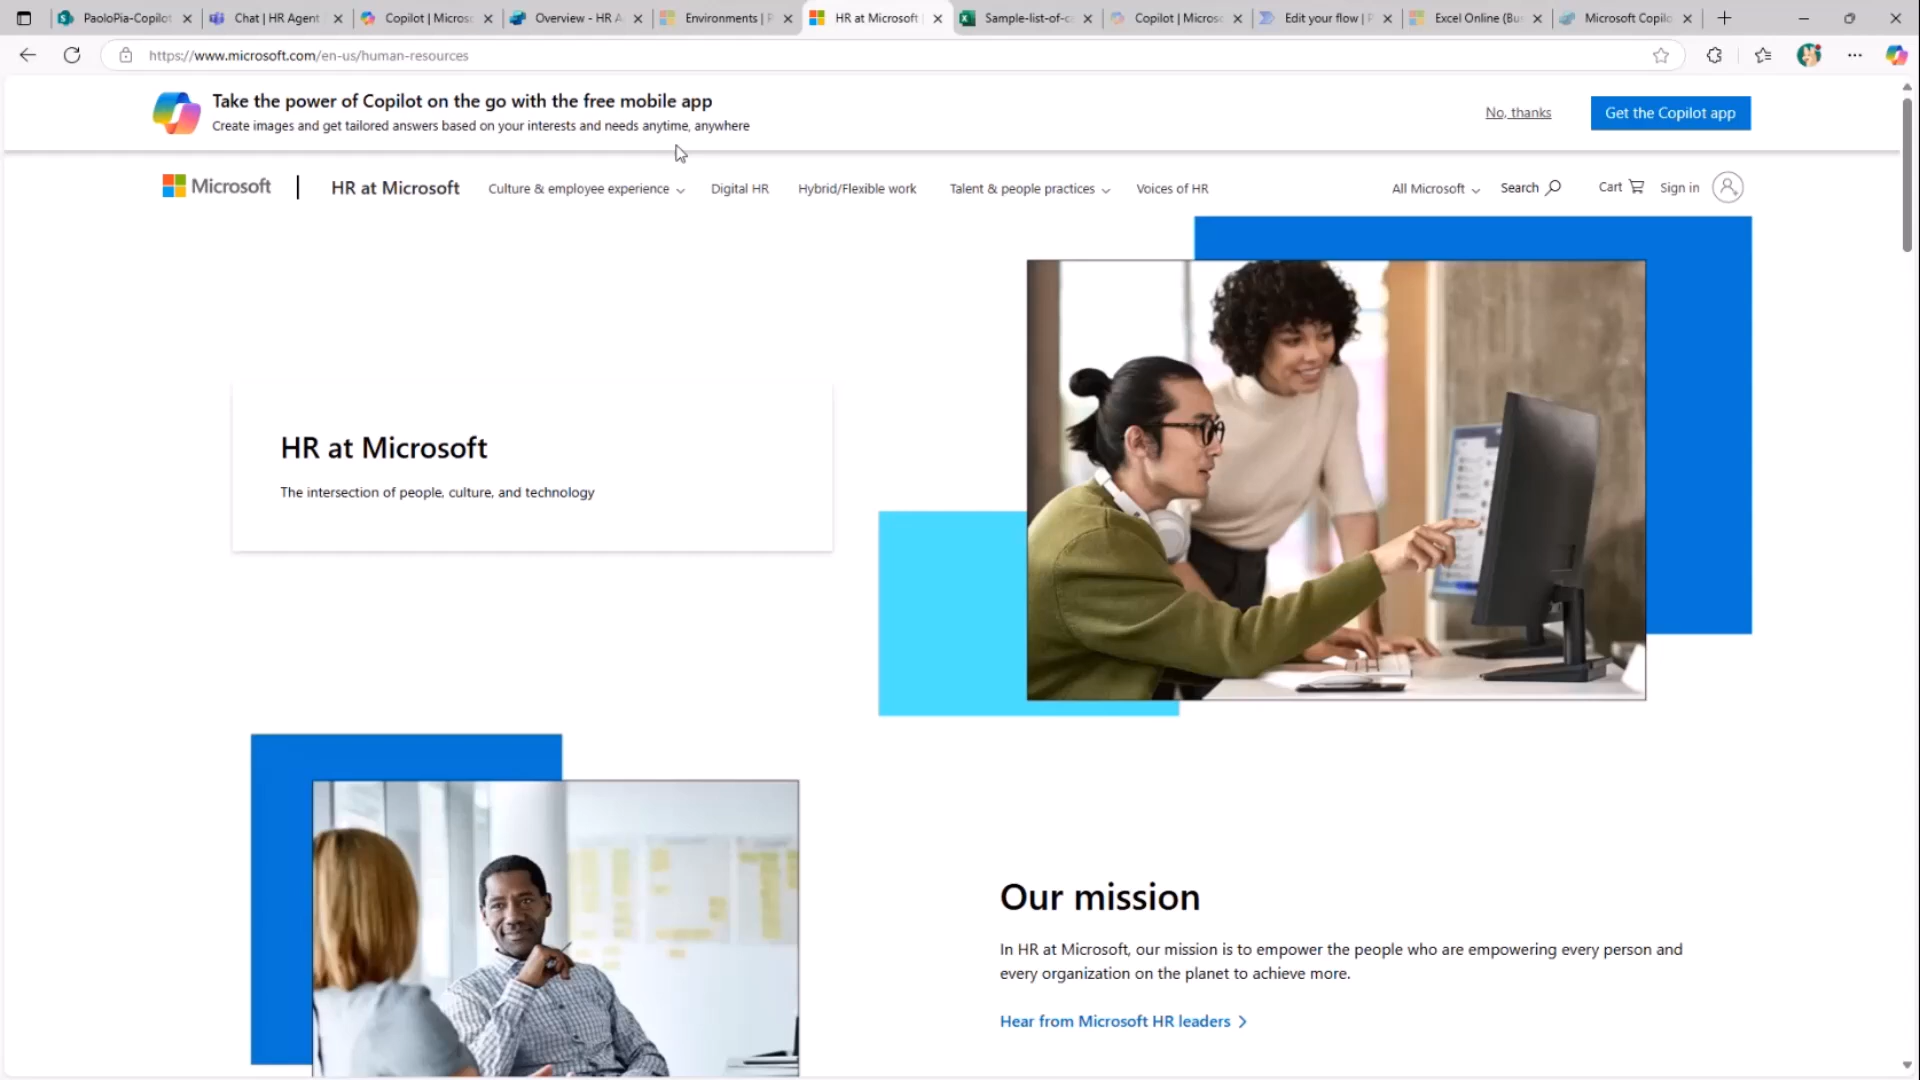 PaoloPia-Copilot
Chat | HR Agent
Copilot | Micros
Overview - HR A
Environments | P
HR at Microsoft
Sample-list-of-c
Copilot | Micros
Edit your flow | P
Excel Online (Bus
Microsoft Copilo
https://www.microsoft.com/en-us/human-resources
Take the power of Copilot on the go with the free mobile app
Create images and get tailored answers based on your interests and needs anytime, anywhere
No, thanks
Get the Copilot app
Microsoft
HR at Microsoft
Culture & employee experience
Digital HR
Hybrid/Flexible work
Talent & people practices
Voices of HR
All Microsoft
Search
Cart
Sign in
HR at Microsoft
The intersection of people, culture, and technology
Our mission
In HR at Microsoft, our mission is to empower the people who are empowering every person and
every organization on the planet to achieve more.
Hear from Microsoft HR leaders